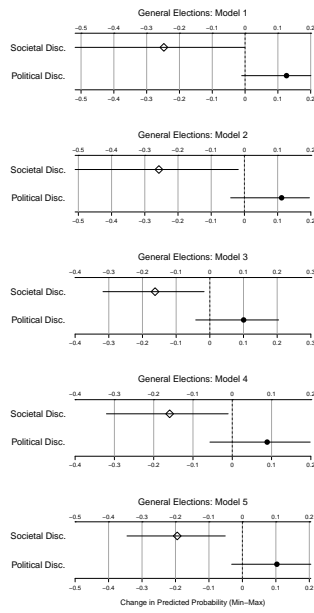 General Elections: Model 1
−0.5 −0.4 −0.3 −0.2 −0.1 0 0.1 0.2
Societal Disc.
Political Disc.
−0.5 −0.4 −0.3 −0.2 −0.1 0 0.1 0.2
General Elections: Model 2
−0.5 −0.4 −0.3 −0.2 −0.1 0 0.1 0.2
Societal Disc.
Political Disc.
−0.5 −0.4 −0.3 −0.2 −0.1 0 0.1 0.2
General Elections: Model 3
−0.4 −0.3 −0.2 −0.1 0 0.1 0.2 0.3
Societal Disc.
Political Disc.
−0.4 −0.3 −0.2 −0.1 0 0.1 0.2 0.3
General Elections: Model 4
−0.4 −0.3 −0.2 −0.1 0 0.1 0.2
Societal Disc.
Political Disc.
−0.4 −0.3 −0.2 −0.1 0 0.1 0.2
General Elections: Model 5
−0.4 −0.3 −0.2 −0.1 0 0.1 0.2
Societal Disc.
Political Disc.
−0.4 −0.3 −0.2 −0.1 0 0.1 0.2
Change in Predicted Probability (Min−Max)